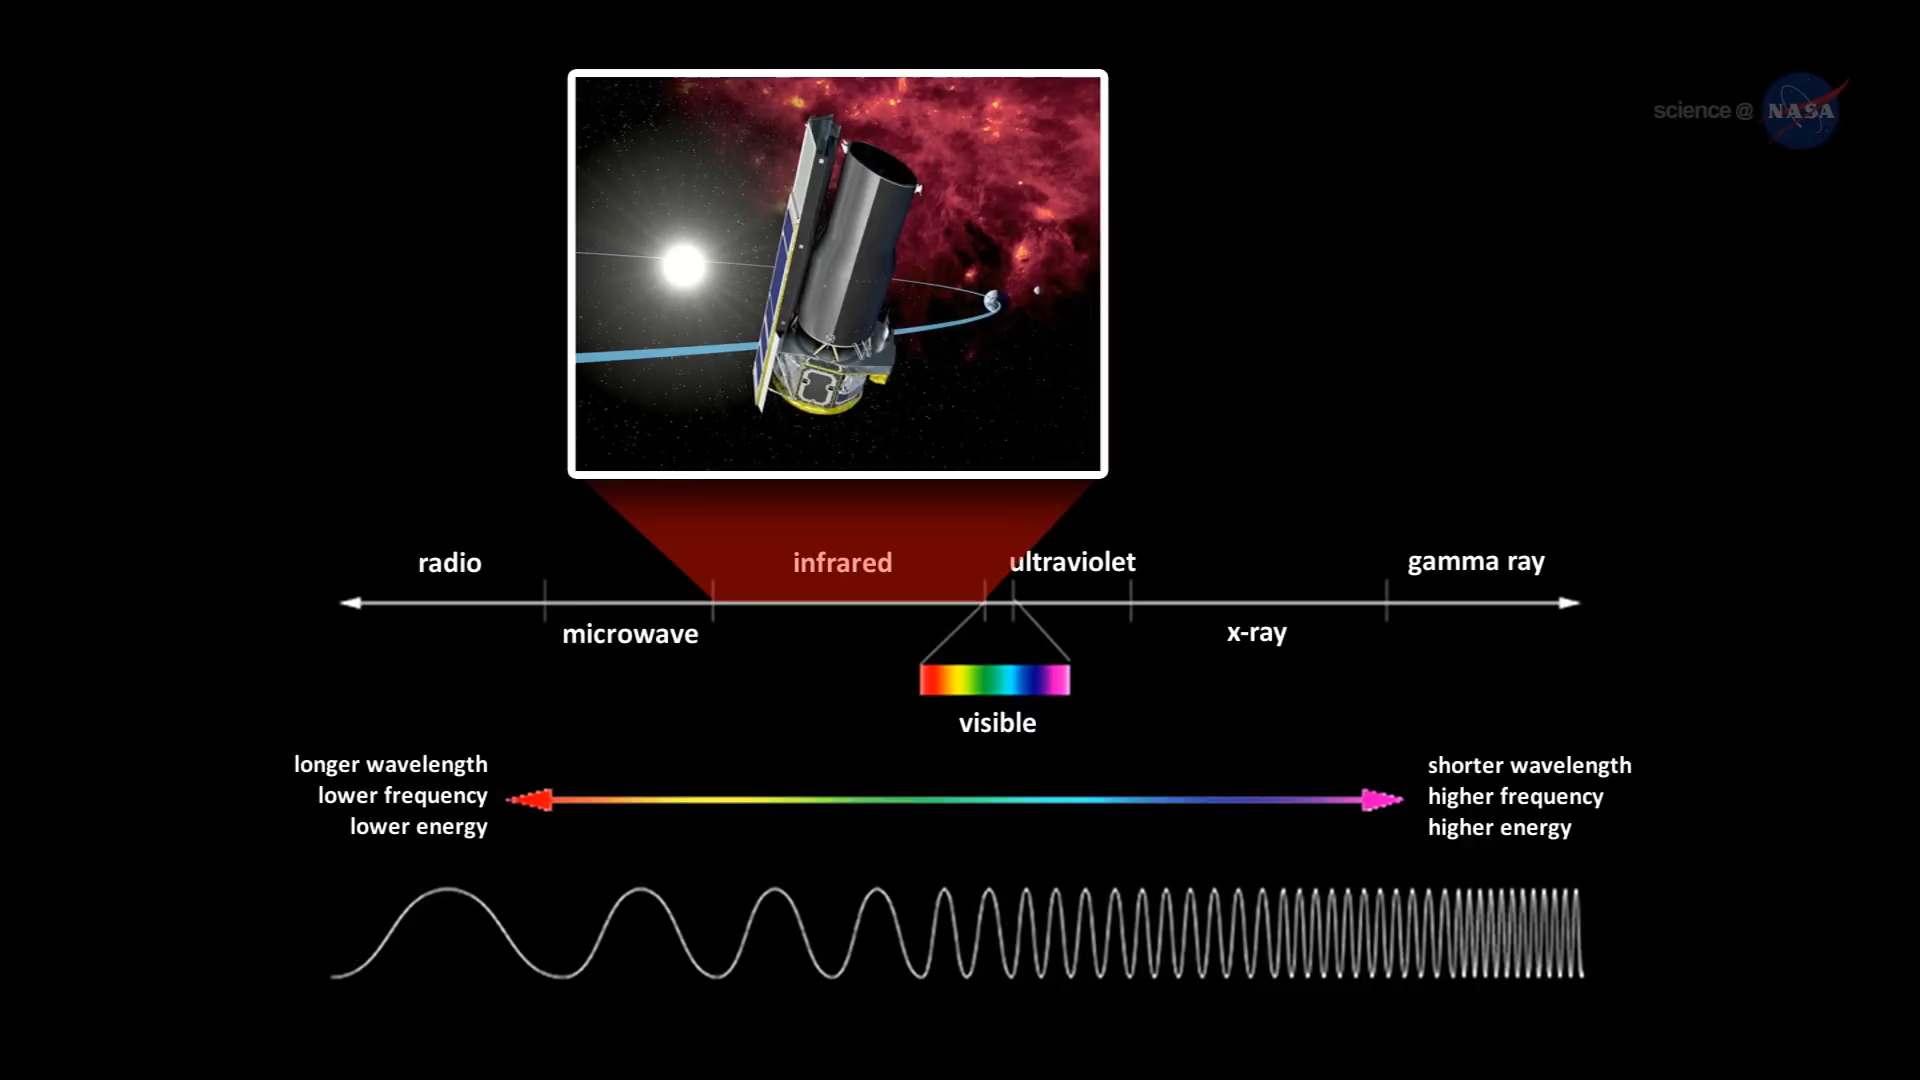 science @ NASA
radio
infrared
ultraviolet
gamma ray
microwave
x-ray
visible
longer wavelength
lower frequency
lower energy
shorter wavelength
higher frequency
higher energy